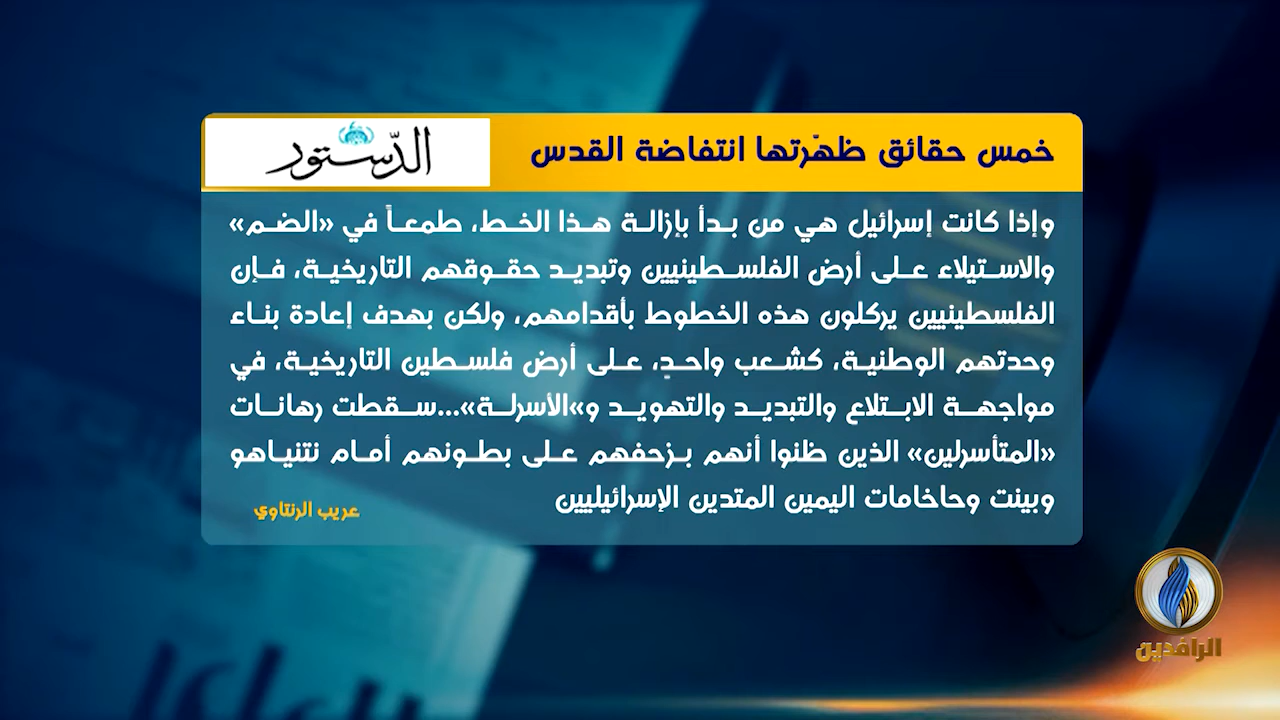 خمس حقائق ظهّرتها انتفاضة القدس
الدّستور
وإذا كانت إسرائيل هي من بدأ بإزالة هذا الخط، طمعاً في «الضم»
والاستيلاء على أرض الفلسطينيين وتبديد حقوقهم التاريخية، فإن
الفلسطينيين يركلون هذه الخطوط بأقدامهم، ولكن بهدف إعادة بناء
وحدتهم الوطنية، كشعب واحدٍ، على أرض فلسطين التاريخية، في
مواجهة الابتلاع والتبديد والتهويد و»الأسرلة»...سقطت رهانات
«المتأسرلين» الذين ظنوا أنهم بزحفهم على بطونهم أمام نتنياهو
وبينت وحاخامات اليمين المتدين الإسرائيليين
عريب الرنتاوي
الرافدين